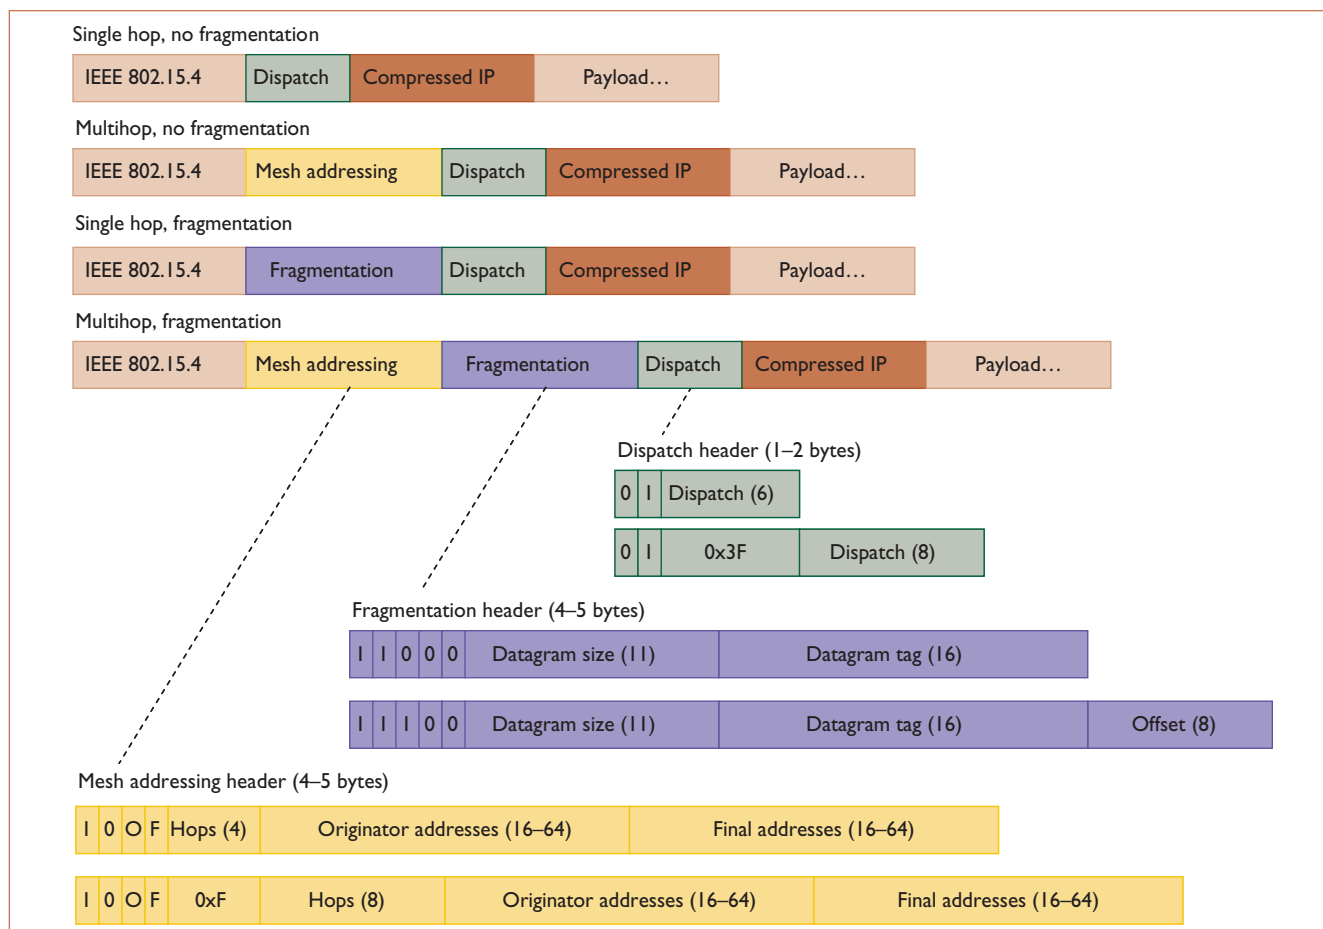 Single hop, no fragmentation
IEEE 802.15.4 Dispatch Compressed IP Payload…
Multihop, no fragmentation
IEEE 802.15.4 Mesh addressing Dispatch Compressed IP Payload…
Single hop, fragmentation
IEEE 802.15.4 Fragmentation Dispatch Compressed IP Payload…
Multihop, fragmentation
IEEE 802.15.4 Mesh addressing Fragmentation Dispatch Compressed IP Payload…
Dispatch header (1–2 bytes)
0 1 Dispatch (6)
0 1 0x3F Dispatch (8)
Fragmentation header (4–5 bytes)
1 1 0 0 0 Datagram size (11) Datagram tag (16)
1 1 1 0 0 Datagram size (11) Datagram tag (16) Offset (8)
Mesh addressing header (4–5 bytes)
1 0 O F Hops (4) Originator addresses (16–64) Final addresses (16–64)
1 0 O F 0xF Hops (8) Originator addresses (16–64) Final addresses (16–64)